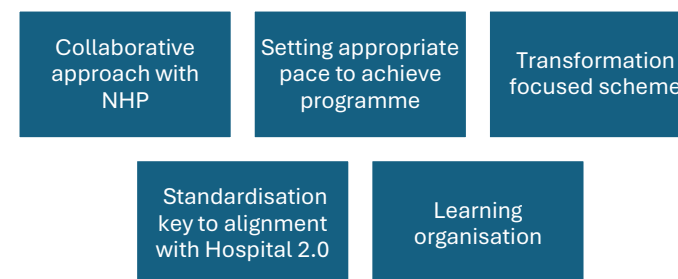 Collaborative
approach with
NHP
Setting appropriate
pace to achieve
programme
Transformation
focused scheme
Standardisation
key to alignment
with Hospital 2.0
Learning
organisation